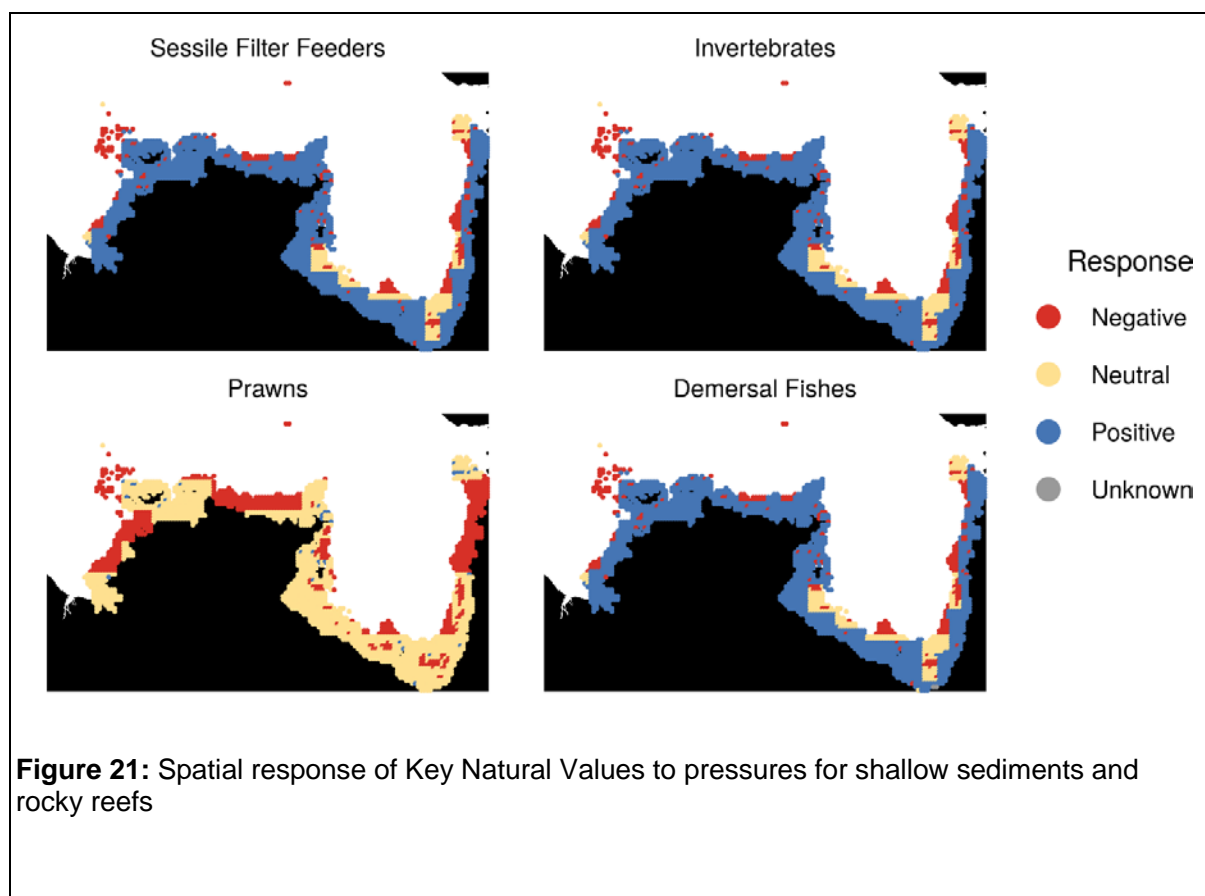 Sessile Filter Feeders
Invertebrates
Prawns
Demersal Fishes
Response
Negative
Neutral
Positive
Unknown
Figure 21: Spatial response of Key Natural Values to pressures for shallow sediments and
rocky reefs